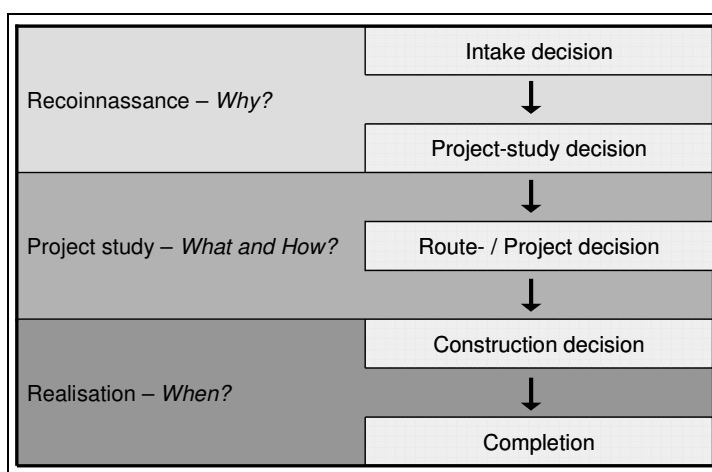 Intake decision
Recoinnassance – Why?
Project-study decision
Project study – What and How?
Route- / Project decision
Construction decision
Realisation – When?
Completion